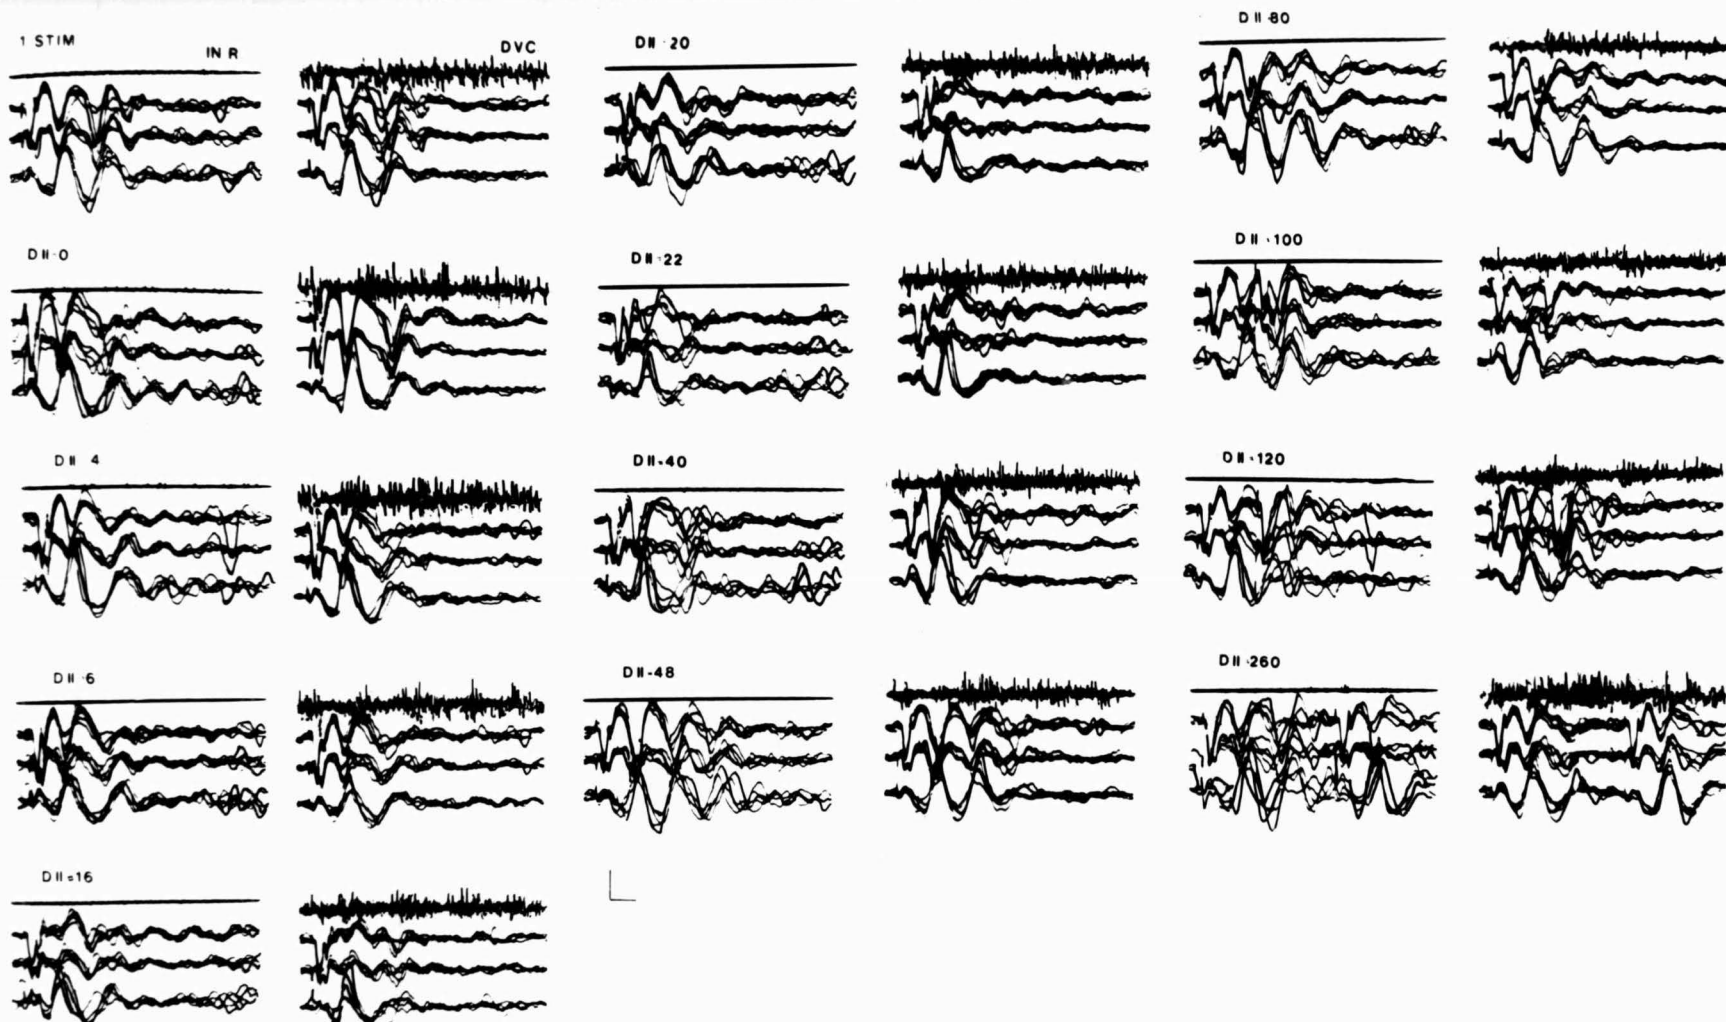 1 STIM
IN R
DVC
D II-0
D II 4
D II -6
D II=16
D II -20
D II -22
D II-40
D II-48
D II-80
D II -100
D II-120
D II-260